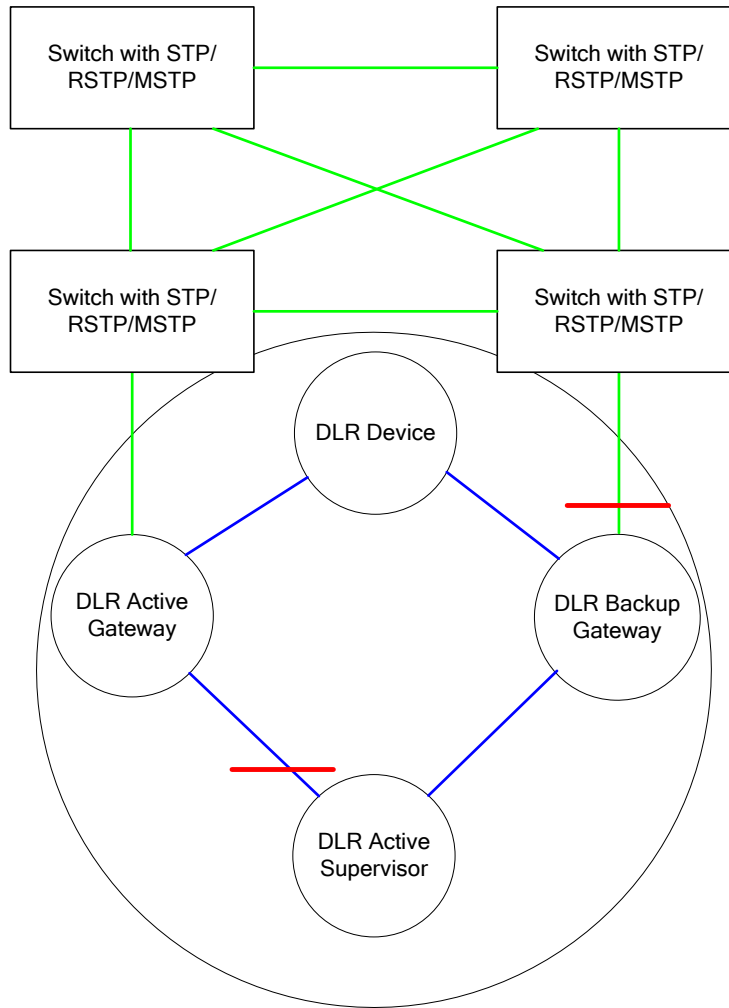 Switch with STP/
RSTP/MSTP
Switch with STP/
RSTP/MSTP
Switch with STP/
RSTP/MSTP
Switch with STP/
RSTP/MSTP
DLR Device
DLR Active
Gateway
DLR Backup
Gateway
DLR Active
Supervisor